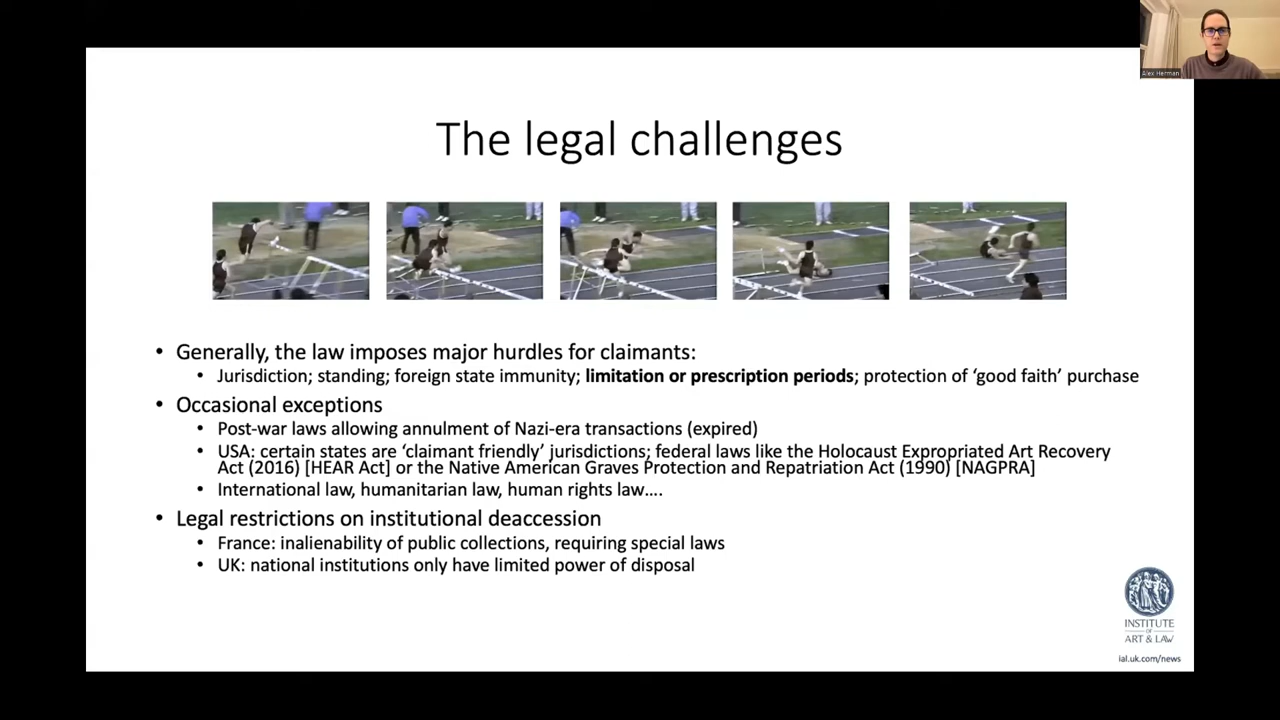 Alex Herman
The legal challenges
• Generally, the law imposes major hurdles for claimants:
• Jurisdiction; standing; foreign state immunity; limitation or prescription periods; protection of ‘good faith’ purchase
• Occasional exceptions
• Post-war laws allowing annulment of Nazi-era transactions (expired)
• USA: certain states are ‘claimant friendly’ jurisdictions; federal laws like the Holocaust Expropriated Art Recovery
Act (2016) [HEAR Act] or the Native American Graves Protection and Repatriation Act (1990) [NAGPRA]
• International law, humanitarian law, human rights law….
• Legal restrictions on institutional deaccession
• France: inalienability of public collections, requiring special laws
• UK: national institutions only have limited power of disposal
INSTITUTE
OF
ART & LAW
ial.uk.com/news